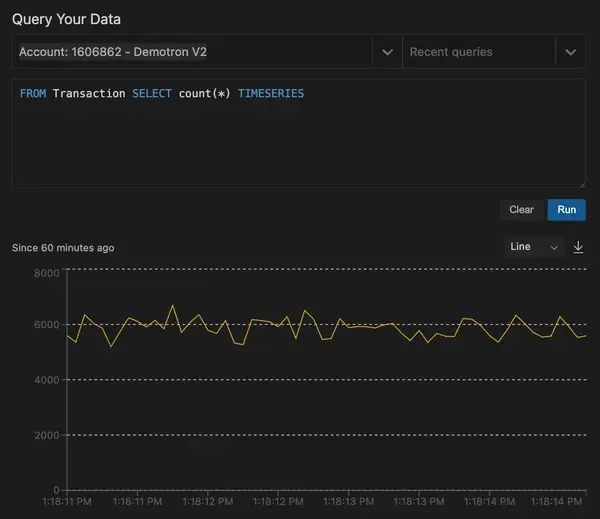 Query Your Data
Account: 1606862 - Demotron V2
Recent queries
FROM Transaction SELECT count(*) TIMESERIES
Clear
Run
Since 60 minutes ago
Line
8000
6000
4000
2000
0
1:18:11 PM 1:18:11 PM 1:18:12 PM 1:18:12 PM 1:18:13 PM 1:18:13 PM 1:18:14 PM 1:18:14 PM